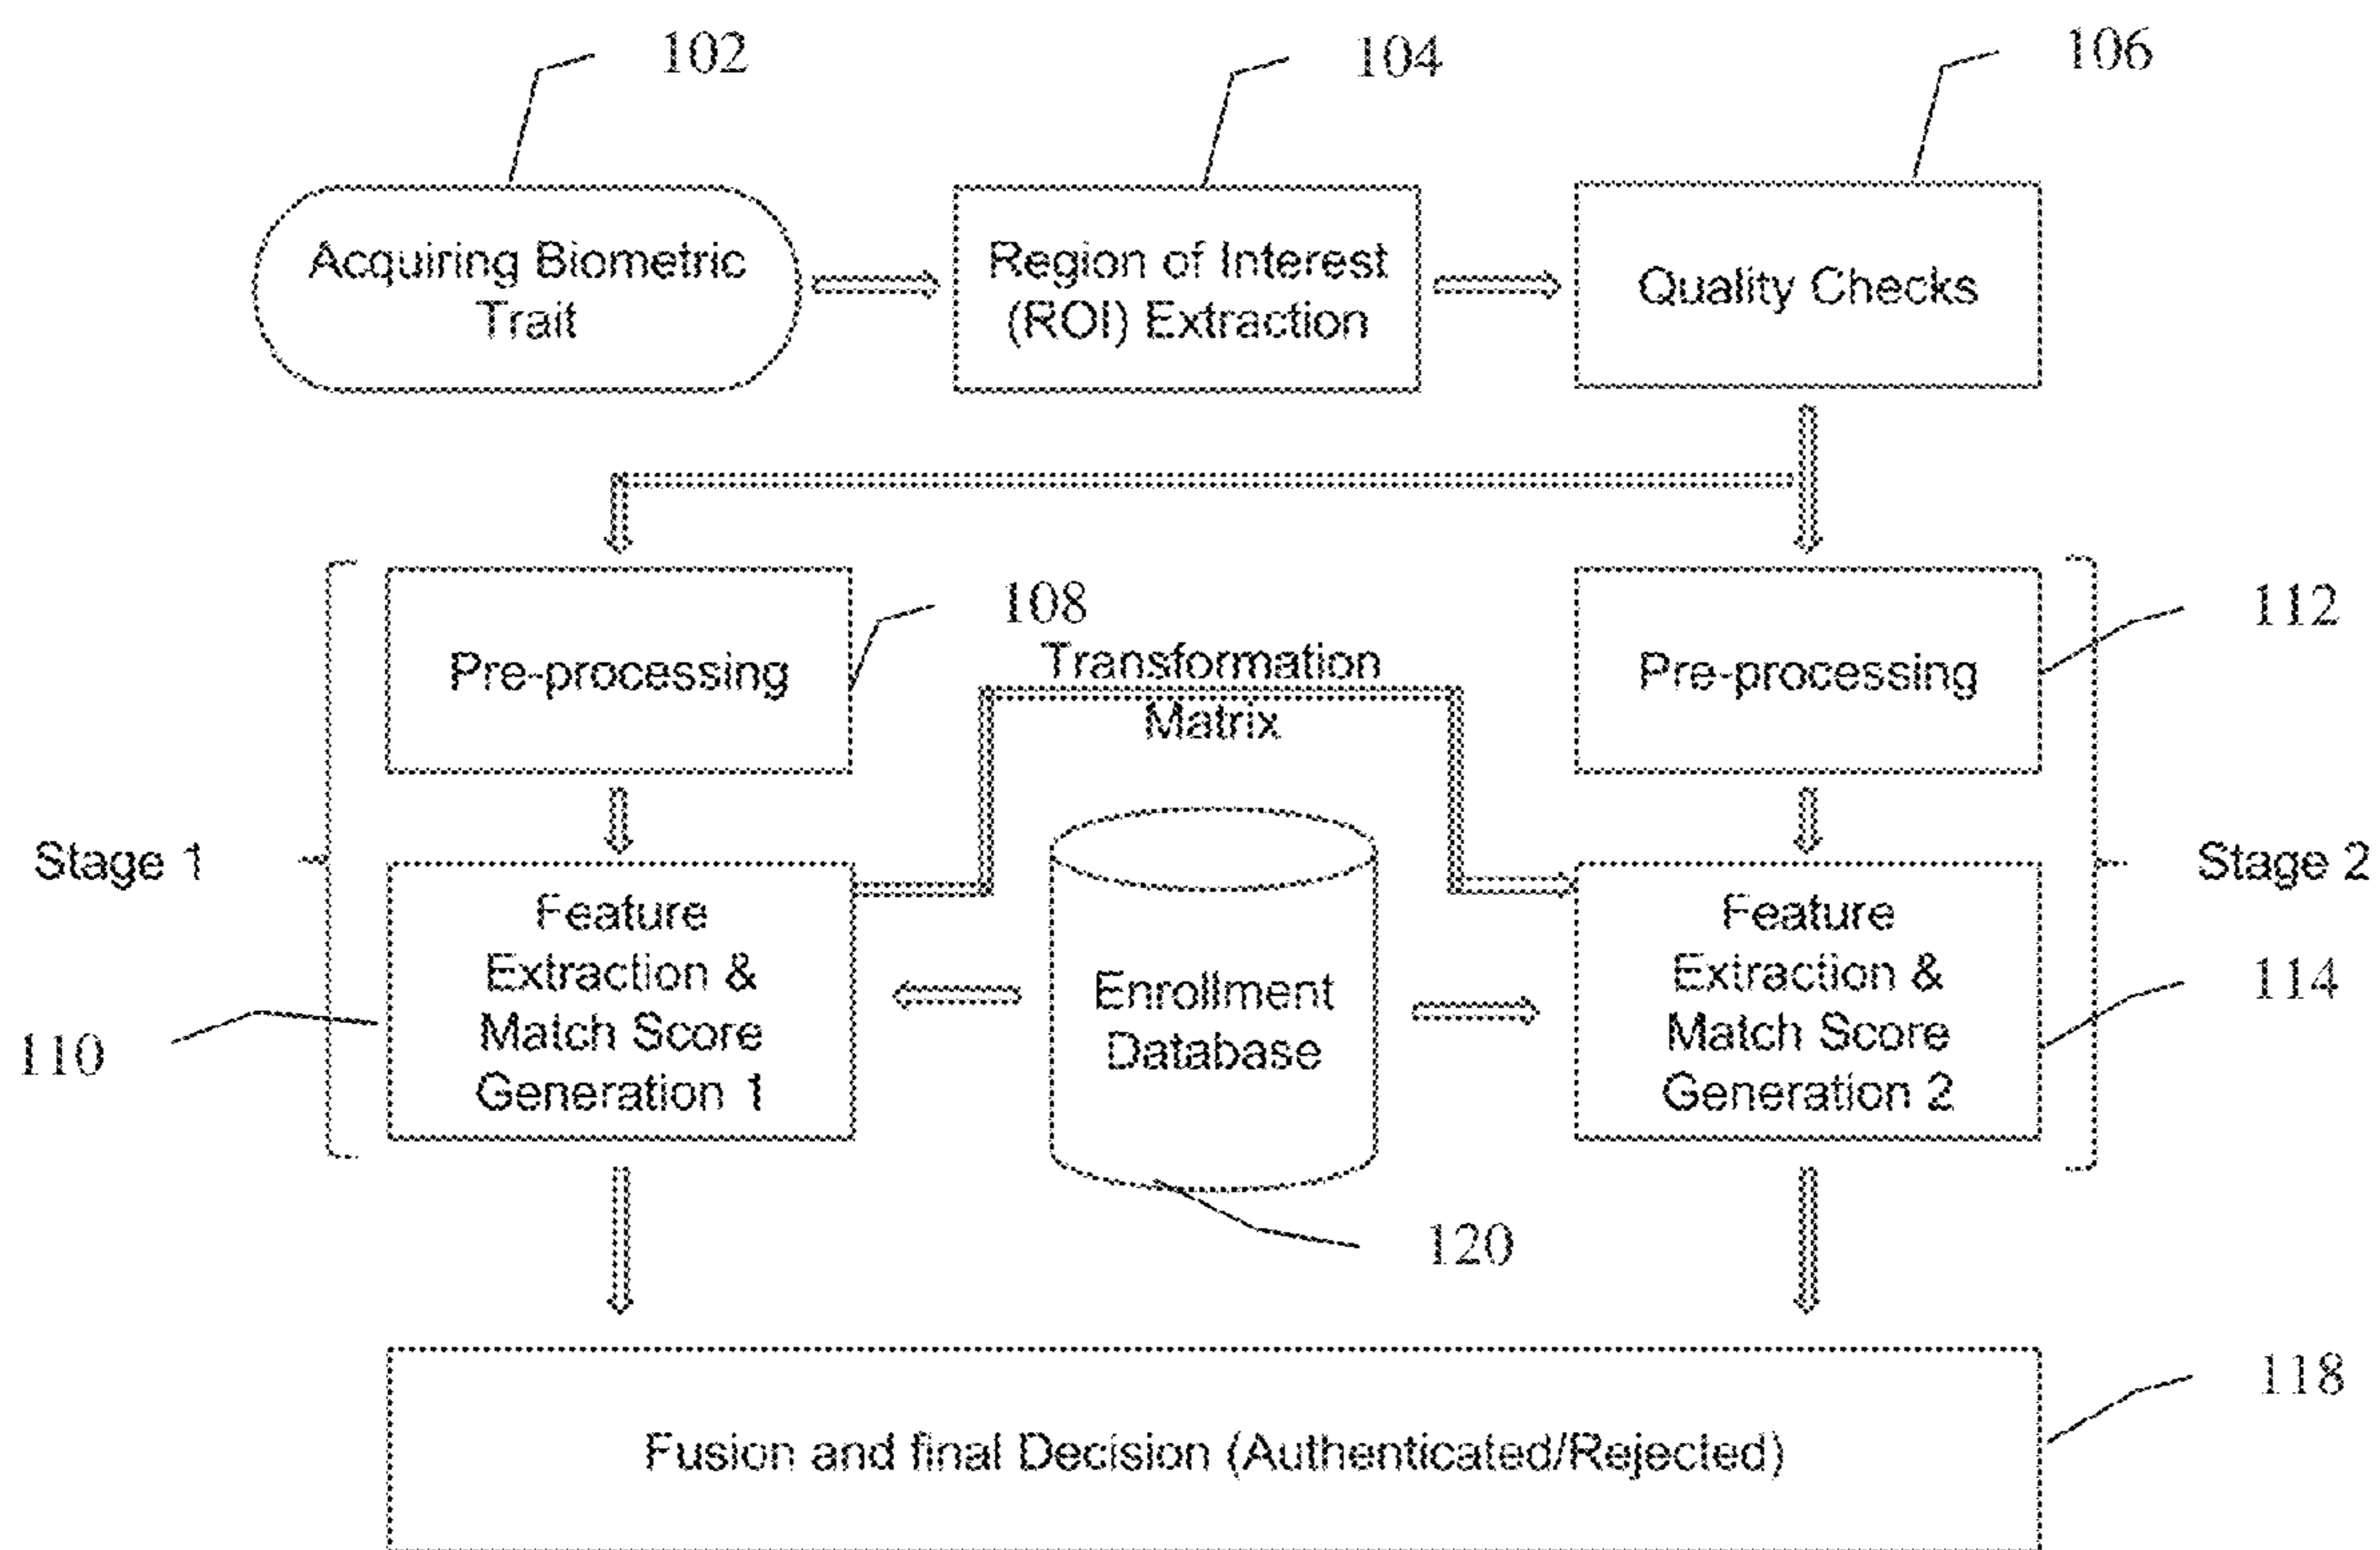 102
104
106
Acquiring Biometric
Trait
Region of Interest
(ROI) Extraction
Quality Checks
108
112
Pre-processing
Transformation
Matrix
Pre-processing
Stage 1
Stage 2
Feature
Extraction &
Match Score
Generation 1
110
Enrollment
Database
120
Feature
Extraction &
Match Score
Generation 2
114
118
Fusion and final Decision (Authenticated/Rejected)